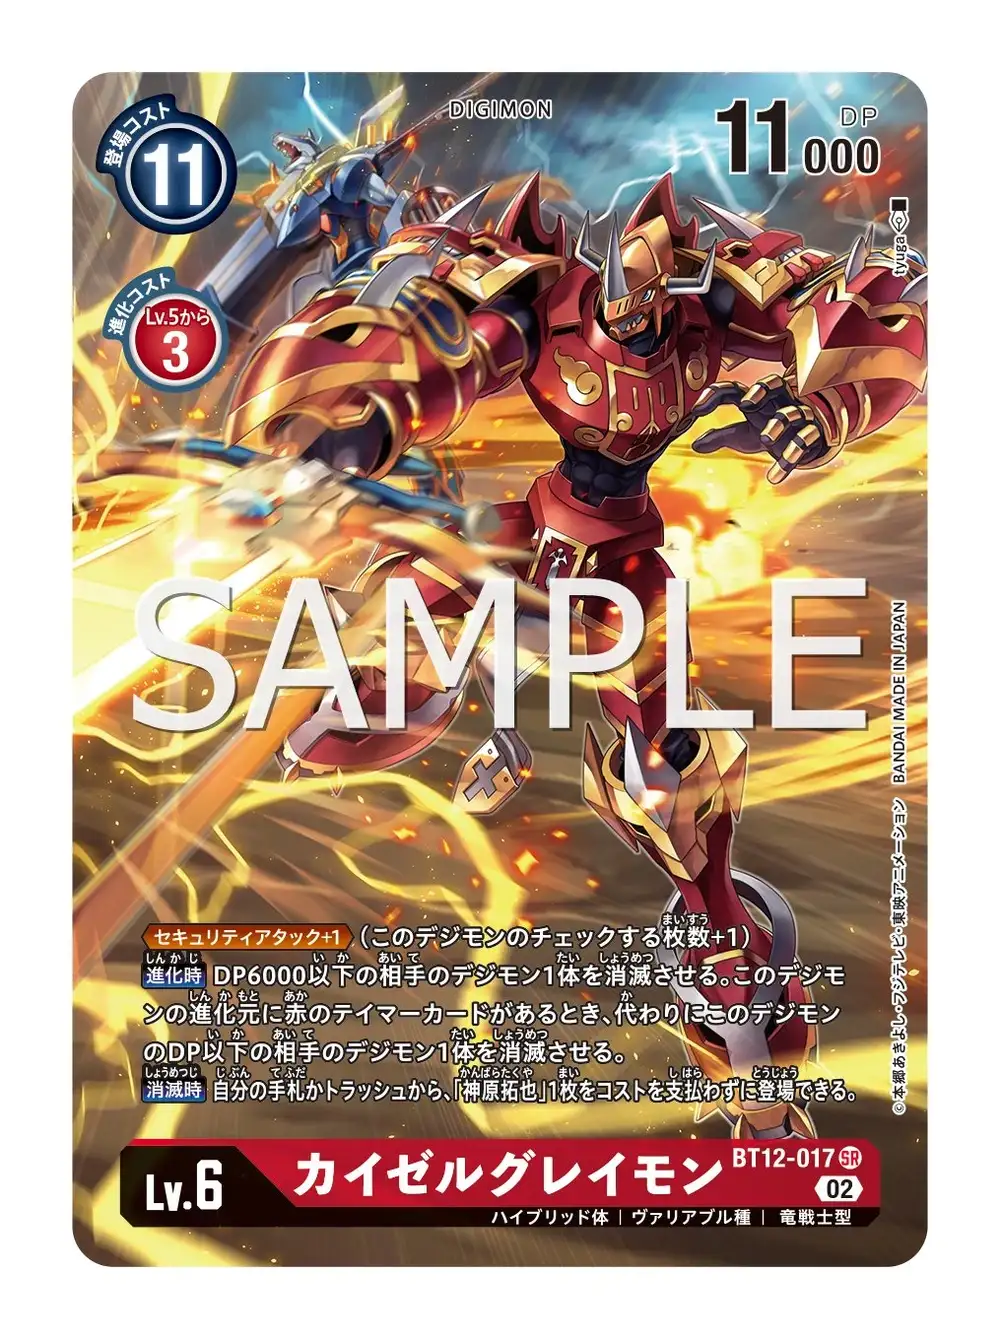 DIGIMON
登場コスト
11
11000
DP
進化コスト
Lv.5から
3
tyuga
SAMPLE
セキュリティアタック+1 (このデジモンのチェックする枚数+1)
進化時 DP6000以下の相手のデジモン1体を消滅させる。このデジモ
ンの進化元に赤のテイマーカードがあるとき、代わりにこのデジモン
のDP以下の相手のデジモン1体を消滅させる。
消滅時 自分の手札かトラッシュから、「神原拓也」1枚をコストを支払わずに登場できる。
©本郷あきよし・フジテレビ・東映アニメーション BANDAI MADE IN JAPAN
Lv.6
カイゼルグレイモン
BT12-017 SR
02
ハイブリッド体 | ヴァリアブル種 | 竜戦士型